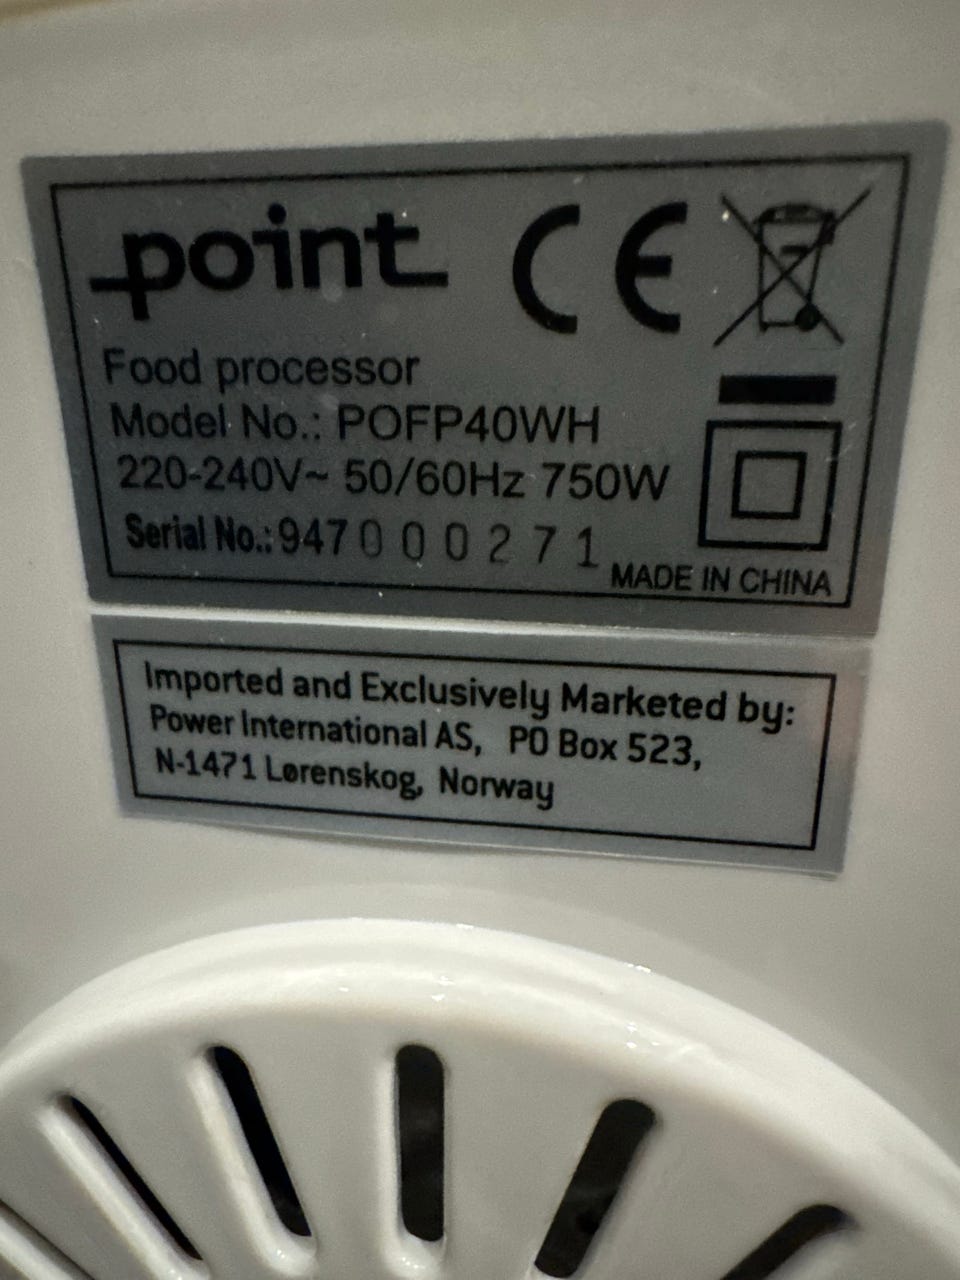 point CE
Food processor
Model No.: POFP40WH
220-240V~ 50/60Hz 750W
Serial No.:947000271
MADE IN CHINA
Imported and Exclusively Marketed by:
Power International AS, PO Box 523,
N-1471 Lørenskog, Norway